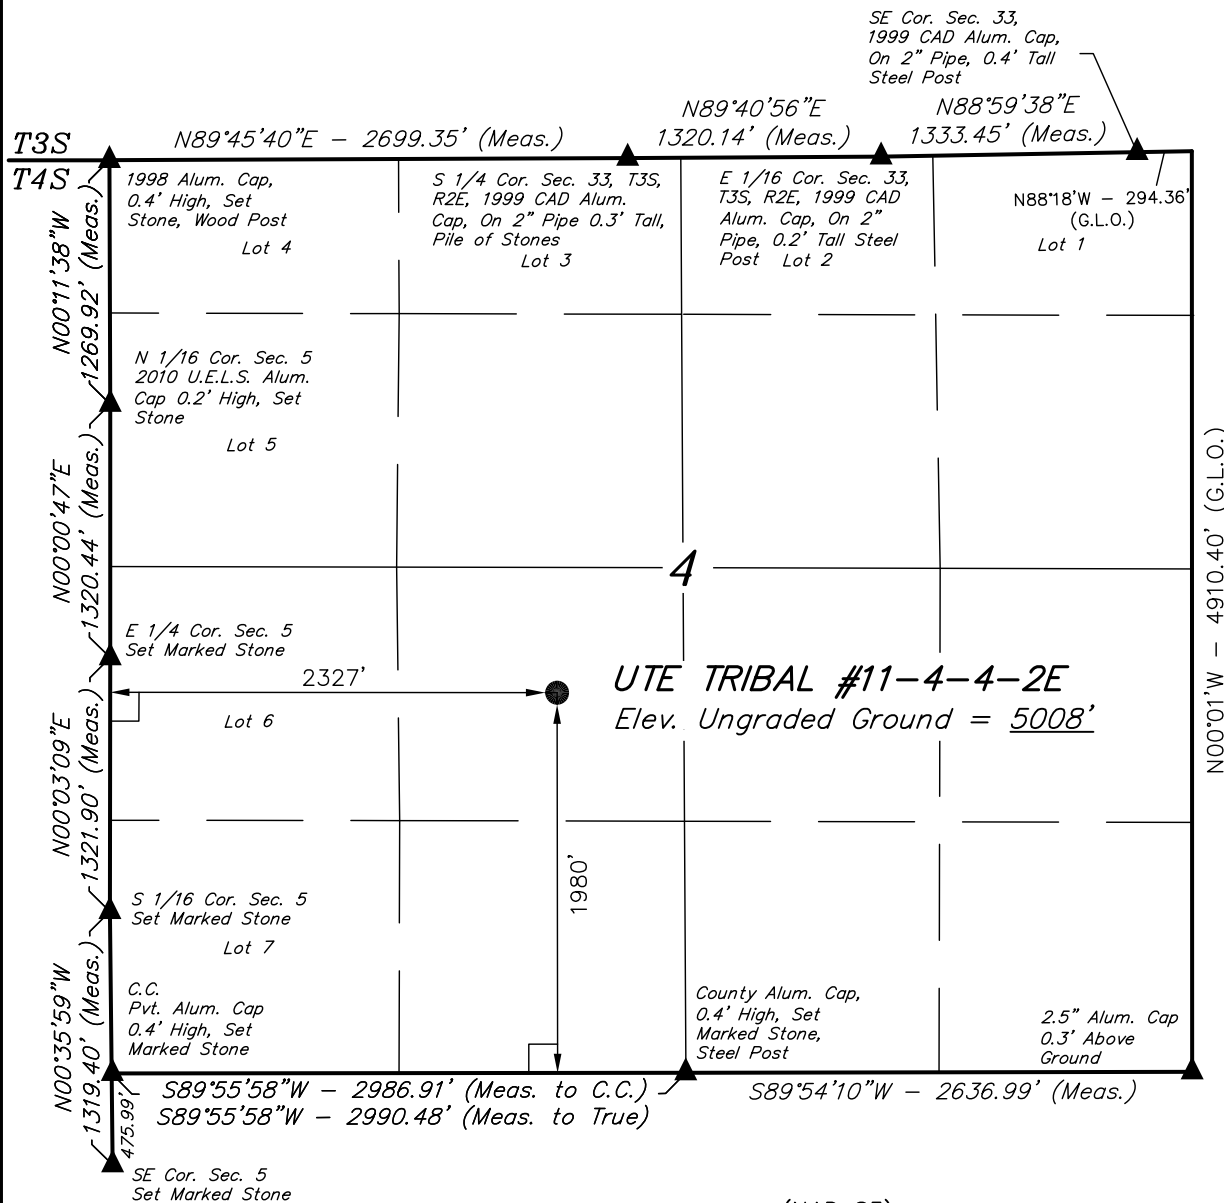 SE Cor. Sec. 33,
1999 CAD Alum. Cap,
On 2" Pipe, 0.4' Tall
Steel Post
N89°40'56"E
1320.14' (Meas.)
N88°59'38"E
1333.45' (Meas.)
N89°45'40"E – 2699.35' (Meas.)
T3S
T4S
1998 Alum. Cap,
0.4' High, Set
Stone, Wood Post
Lot 4
S 1/4 Cor. Sec. 33, T3S,
R2E, 1999 CAD Alum.
Cap, On 2" Pipe 0.3' Tall,
Pile of Stones
Lot 3
E 1/16 Cor. Sec. 33,
T3S, R2E, 1999 CAD
Alum. Cap, On 2"
Pipe, 0.2' Tall Steel
Post Lot 2
N88°18'W – 294.36'
(G.L.O.)
Lot 1
N00°11'38"W
1269.92' (Meas.)
N 1/16 Cor. Sec. 5
2010 U.E.L.S. Alum.
Cap 0.2' High, Set
Stone
Lot 5
N00°00'47"E
1320.44' (Meas.)
4
N00°01'W – 4910.40' (G.L.O.)
E 1/4 Cor. Sec. 5
Set Marked Stone
2327'
UTE TRIBAL #11-4-4-2E
Elev. Ungraded Ground = 5008'
Lot 6
N00°03'09"E
1321.90' (Meas.)
1980'
S 1/16 Cor. Sec. 5
Set Marked Stone
Lot 7
N00°35'59"W
1319.40' (Meas.)
C.C.
Pvt. Alum. Cap
0.4' High, Set
Marked Stone
County Alum. Cap,
0.4' High, Set
Marked Stone,
Steel Post
2.5" Alum. Cap
0.3' Above
Ground
S89°55'58"W – 2986.91' (Meas. to C.C.)
S89°55'58"W – 2990.48' (Meas. to True)
S89°54'10"W – 2636.99' (Meas.)
475.99'
SE Cor. Sec. 5
Set Marked Stone